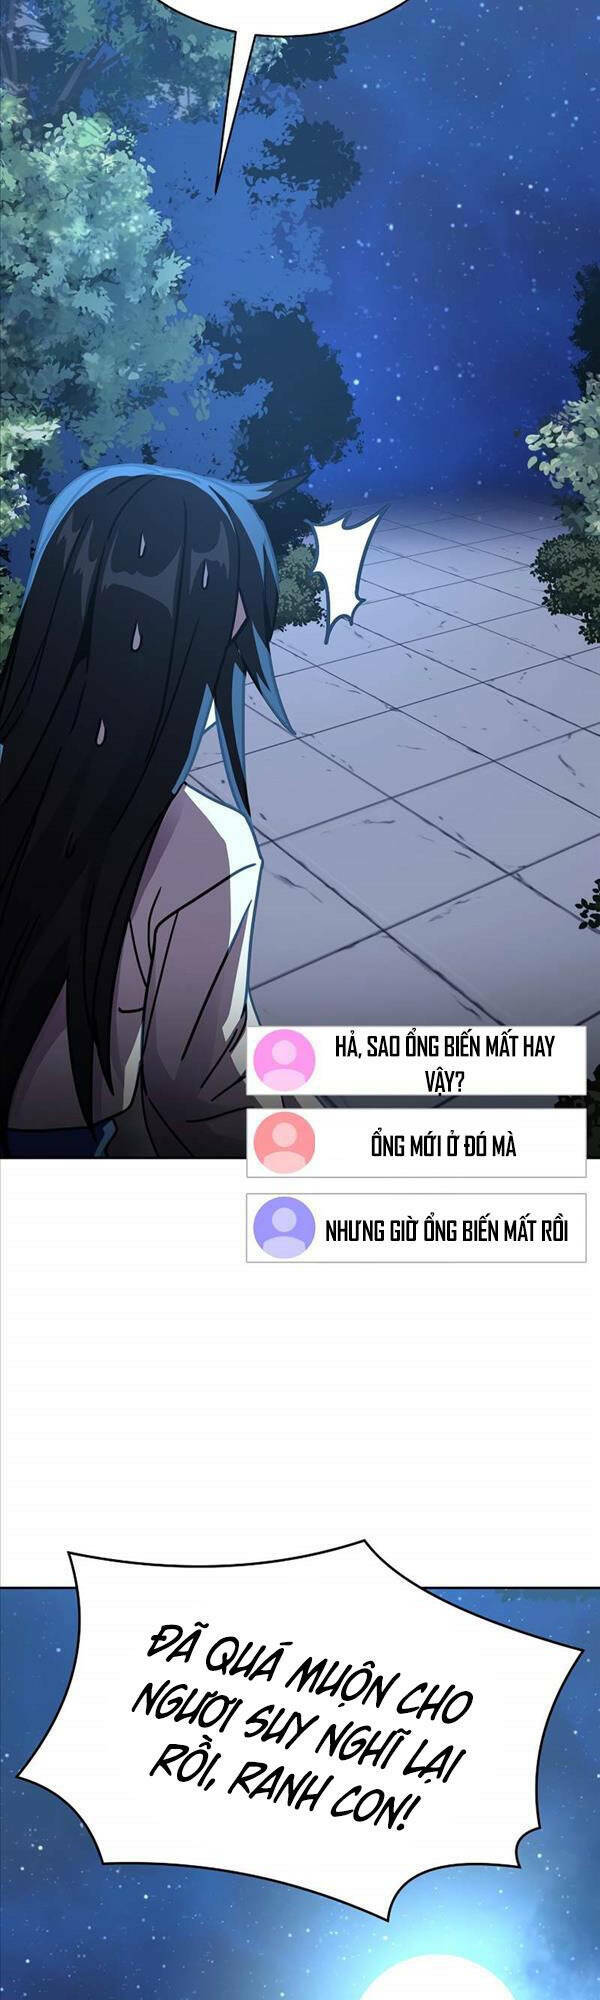 HẢ, SAO ỔNG BIẾN MẤT HAY
VẬY?
ỔNG MỚI Ở ĐÓ MÀ
NHƯNG GIỜ ỔNG BIẾN MẤT RỒI
ĐÃ QUÁ MUỘN CHO
NGƯƠI SUY NGHĨ LẠI
RỒI, RANH CON!